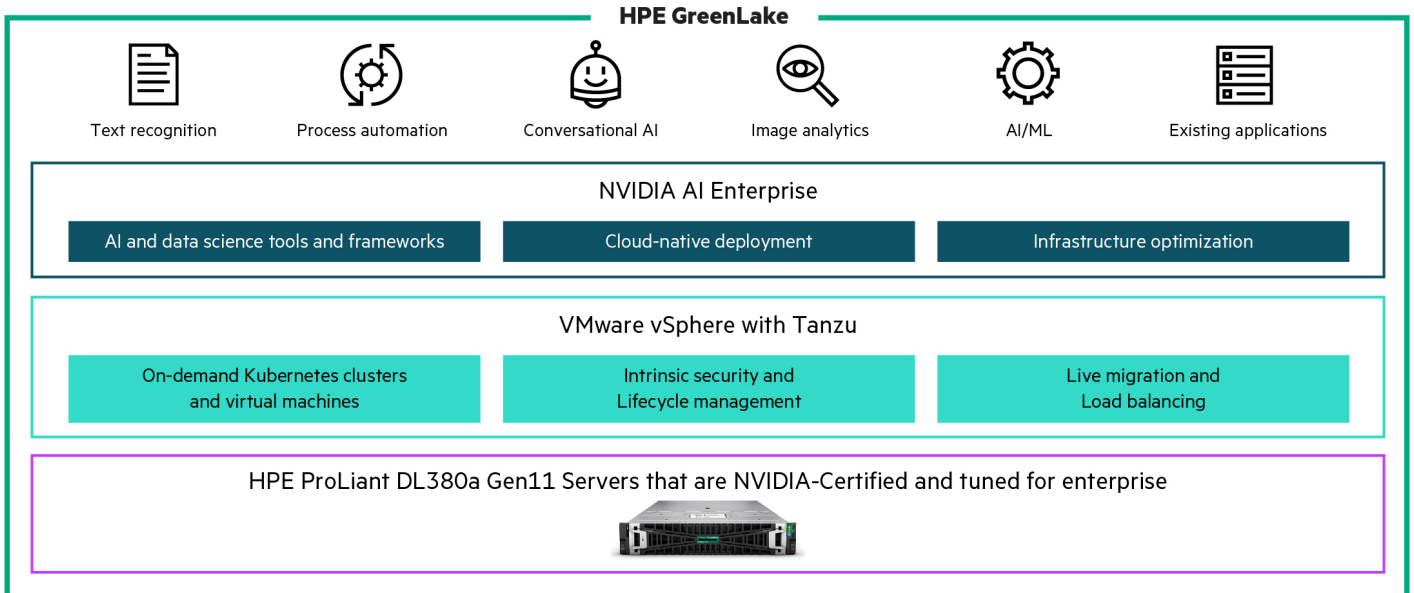 HPE GreenLake
Text recognition
Process automation
Conversational AI
Image analytics
AI/ML
Existing applications
NVIDIA AI Enterprise
AI and data science tools and frameworks
Cloud-native deployment
Infrastructure optimization
VMware vSphere with Tanzu
On-demand Kubernetes clusters
and virtual machines
Intrinsic security and
Lifecycle management
Live migration and
Load balancing
HPE ProLiant DL380a Gen11 Servers that are NVIDIA-Certified and tuned for enterprise